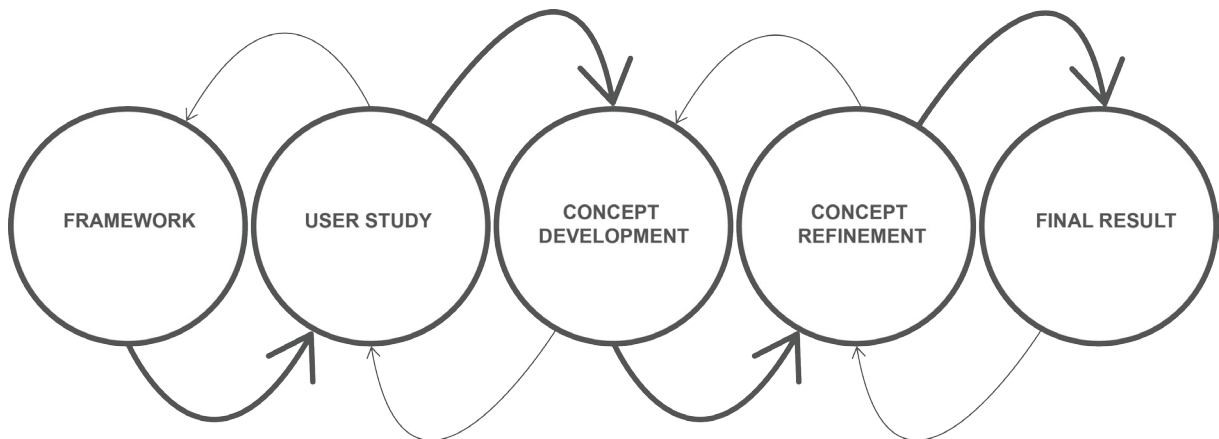 FRAMEWORK
USER STUDY
CONCEPT
DEVELOPMENT
CONCEPT
REFINEMENT
FINAL RESULT